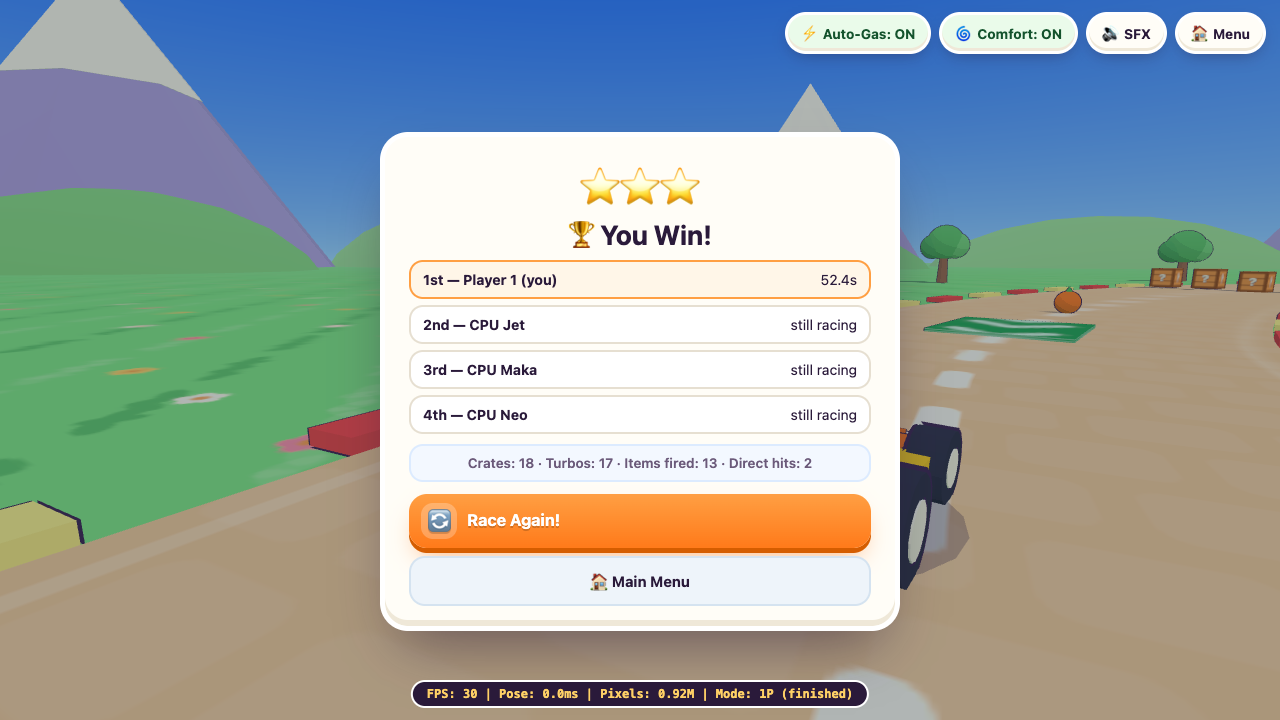 ⚡ Auto-Gas: ON
🌀 Comfort: ON
🔈 SFX
🏠 Menu
🏆 You Win!
1st — Player 1 (you) 52.4s
2nd — CPU Jet still racing
3rd — CPU Maka still racing
4th — CPU Neo still racing
Crates: 18 · Turbos: 17 · Items fired: 13 · Direct hits: 2
🔄 Race Again!
🏠 Main Menu
FPS: 30 | Pose: 0.0ms | Pixels: 0.92M | Mode: 1P (finished)
? ? ?